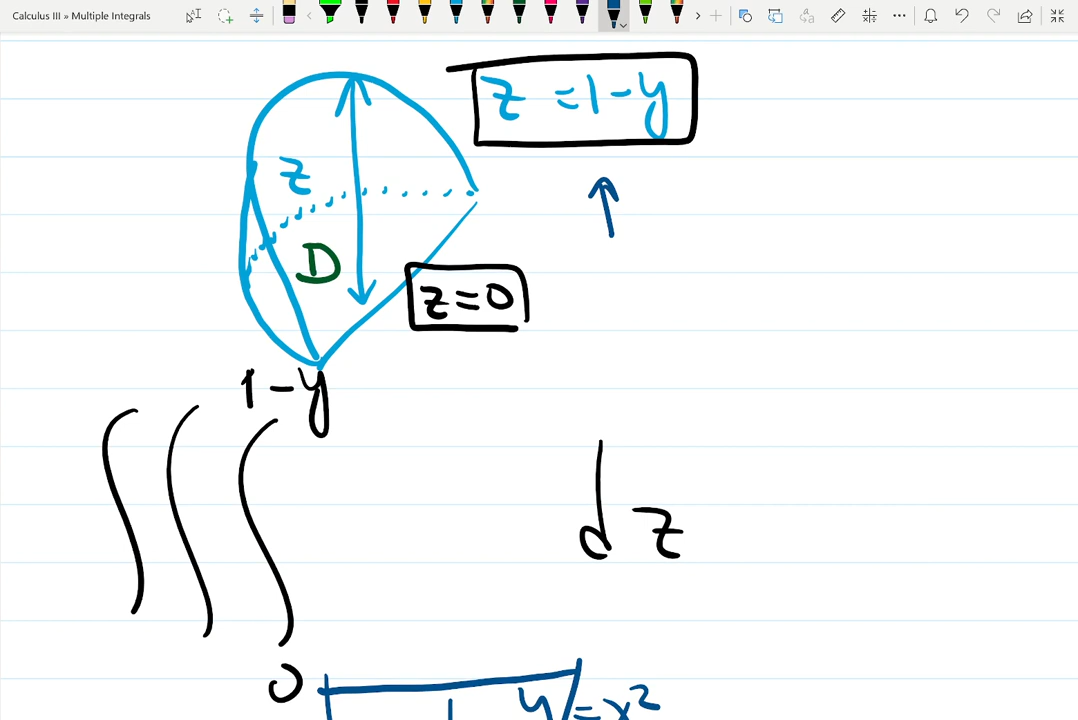 Calculus III » Multiple Integrals
z = 1 - y
z
D
z = 0
1 - y
∫ ∫ ∫ dz
0
y = x²